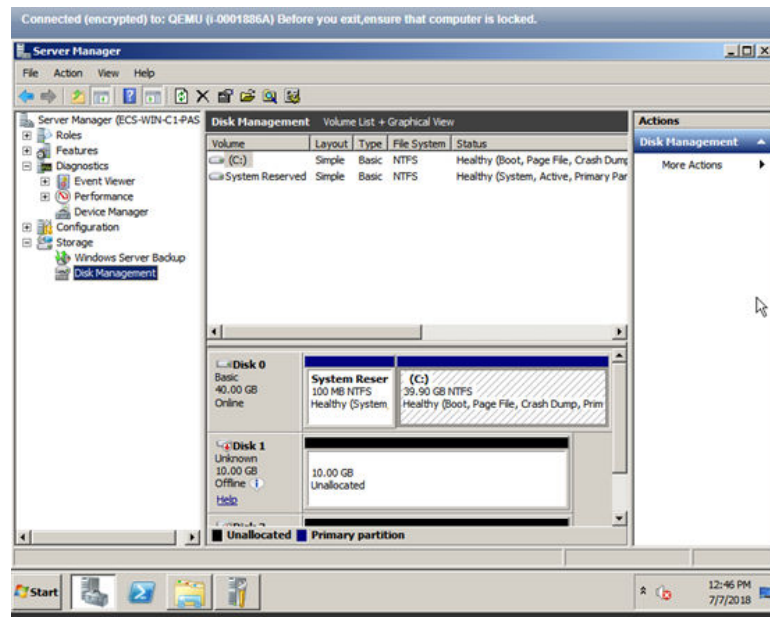 Connected (encrypted) to: QEMU (i-0001886A) Before you exit,ensure that computer is locked.
Server Manager
File Action View Help
Server Manager (ECS-WIN-C1-PAS
Roles
Features
Diagnostics
Event Viewer
Performance
Device Manager
Configuration
Storage
Windows Server Backup
Disk Management
Disk Management Volume List + Graphical View
Volume Layout Type File System Status
(C:) Simple Basic NTFS Healthy (Boot, Page File, Crash Dump
System Reserved Simple Basic NTFS Healthy (System, Active, Primary Par
Disk 0
Basic
40.00 GB
Online
System Reser
100 MB NTFS
Healthy (System,
(C:)
39.90 GB NTFS
Healthy (Boot, Page File, Crash Dump, Prim
Disk 1
Unknown
10.00 GB
Offline
Help
10.00 GB
Unallocated
Unallocated Primary partition
Actions
Disk Management
More Actions
Start
12:46 PM
7/7/2018